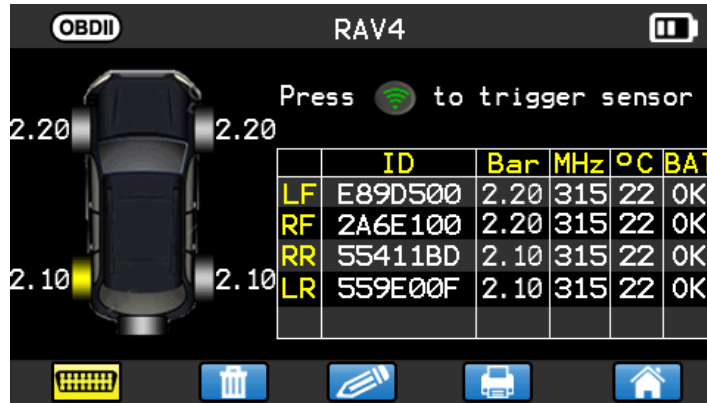 OBDII RAV4
Press to trigger sensor
2.20 2.20
ID Bar MHz °C BAT
LF E89D500 2.20 315 22 OK
RF 2A6E100 2.20 315 22 OK
RR 55411BD 2.10 315 22 OK
2.10 2.10
LR 559E00F 2.10 315 22 OK